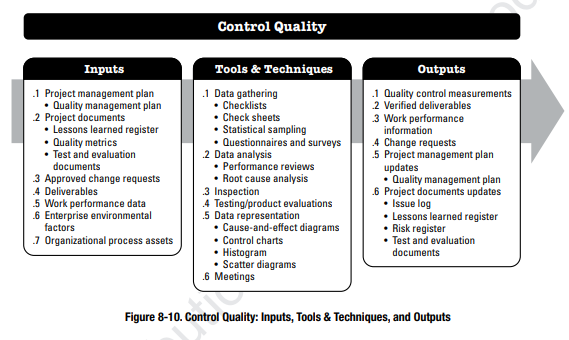 Control Quality
Inputs
.1 Project management plan
• Quality management plan
.2 Project documents
• Lessons learned register
• Quality metrics
• Test and evaluation
documents
.3 Approved change requests
.4 Deliverables
.5 Work performance data
.6 Enterprise environmental
factors
.7 Organizational process assets
Tools & Techniques
.1 Data gathering
• Checklists
• Check sheets
• Statistical sampling
• Questionnaires and surveys
.2 Data analysis
• Performance reviews
• Root cause analysis
.3 Inspection
.4 Testing/product evaluations
.5 Data representation
• Cause-and-effect diagrams
• Control charts
• Histogram
• Scatter diagrams
.6 Meetings
Outputs
.1 Quality control measurements
.2 Verified deliverables
.3 Work performance
information
.4 Change requests
.5 Project management plan
updates
• Quality management plan
.6 Project documents updates
• Issue log
• Lessons learned register
• Risk register
• Test and evaluation
documents
Figure 8-10. Control Quality: Inputs, Tools & Techniques, and Outputs